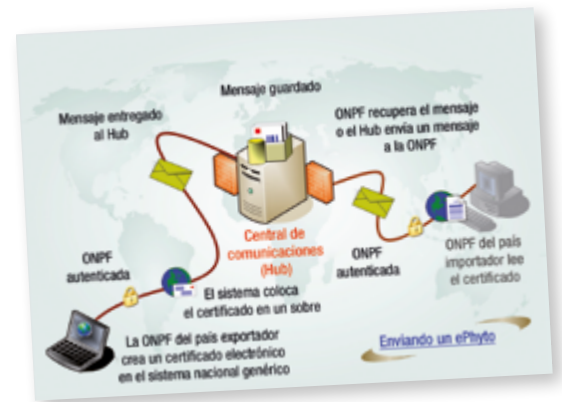 Mensaje guardado
Mensaje entregado
al Hub
ONPF recupera el mensaje
o el Hub envía un mensaje
a la ONPF
Central de
comunicaciones
(Hub)
ONPF
autenticada
ONPF
autenticada
ONPF del país
importador lee
el certificado
El sistema coloca
el certificado en un sobre
La ONPF del país exportador
crea un certificado electrónico
en el sistema nacional genérico
Enviando un ePhyto